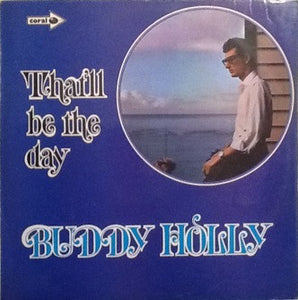 coral
That'll
be the
day
BUDDY HOLLY